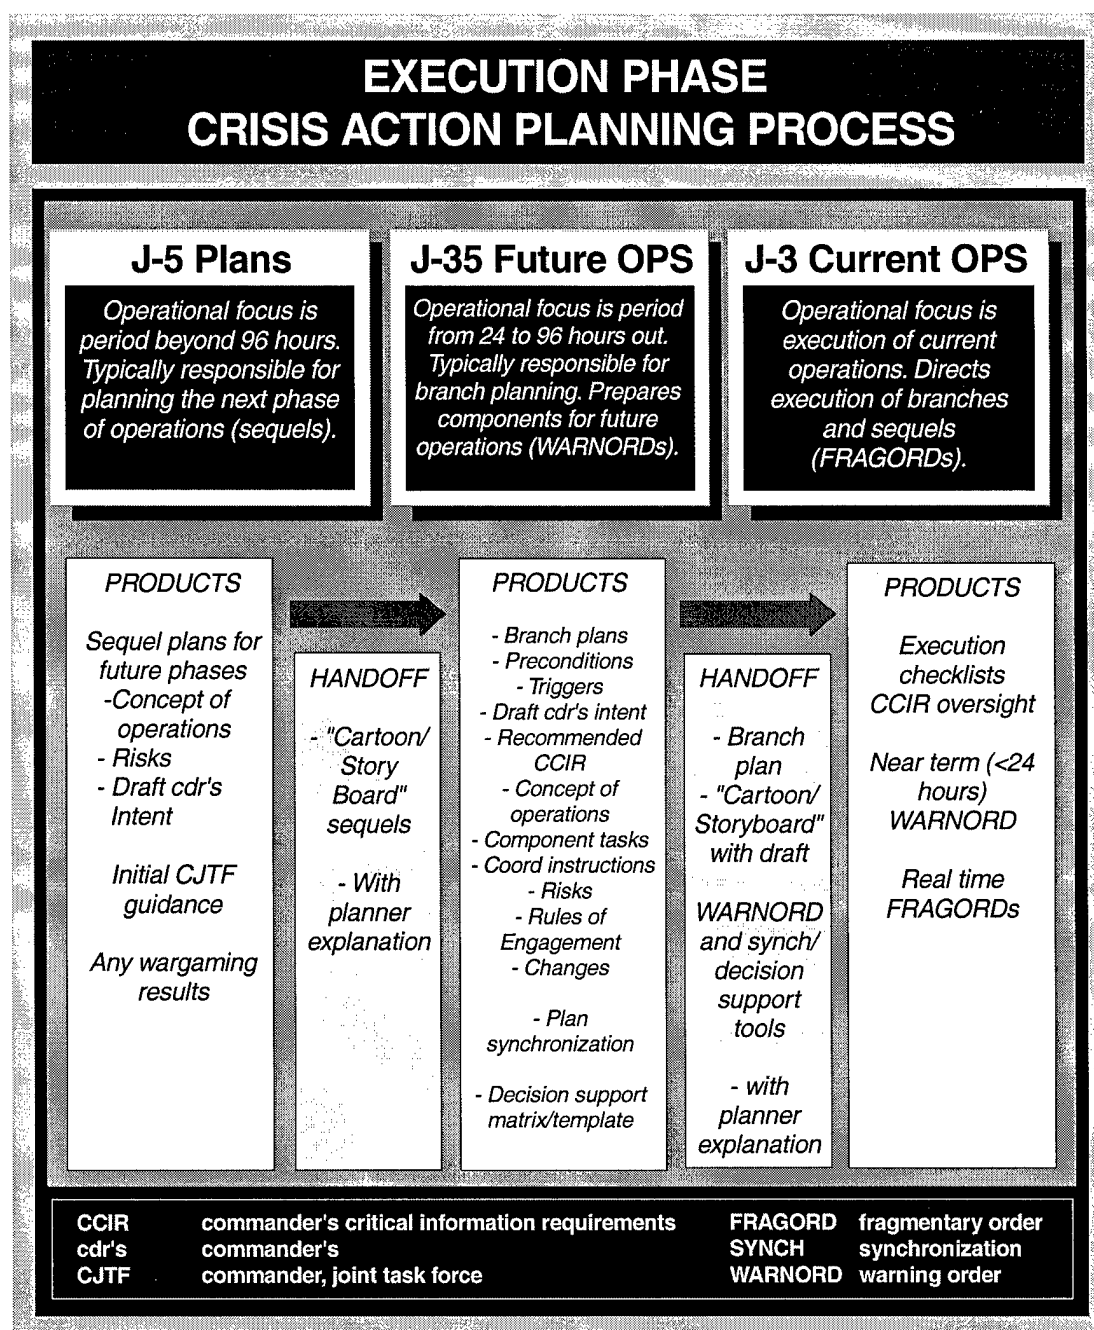 EXECUTION PHASE
CRISIS ACTION PLANNING PROCESS
J-5 Plans
Operational focus is
period beyond 96 hours.
Typically responsible for
planning the next phase
of operations (sequels).
J-35 Future OPS
Operational focus is period
from 24 to 96 hours out.
Typically responsible for
branch planning. Prepares
components for future
operations (WARNORDs).
J-3 Current OPS
Operational focus is
execution of current
operations. Directs
execution of branches
and sequels
(FRAGORDs).
PRODUCTS
Sequel plans for
future phases
-Concept of
operations
- Risks
- Draft cdr's
Intent
Initial CJTF
guidance
Any wargaming
results
HANDOFF
- "Cartoon/
Story
Board"
sequels
- With
planner
explanation
PRODUCTS
- Branch plans
- Preconditions
- Triggers
- Draft cdr's intent
- Recommended
CCIR
- Concept of
operations
- Component tasks
- Coord instructions
- Risks
- Rules of
Engagement
- Changes
- Plan
synchronization
- Decision support
matrix/template
HANDOFF
- Branch
plan
- "Cartoon/
Storyboard"
with draft
WARNORD
and synch/
decision
support
tools
- with
planner
explanation
PRODUCTS
Execution
checklists
CCIR oversight
Near term (<24
hours)
WARNORD
Real time
FRAGORDs
CCIR commander's critical information requirements
cdr's commander's
CJTF commander, joint task force
FRAGORD fragmentary order
SYNCH synchronization
WARNORD warning order